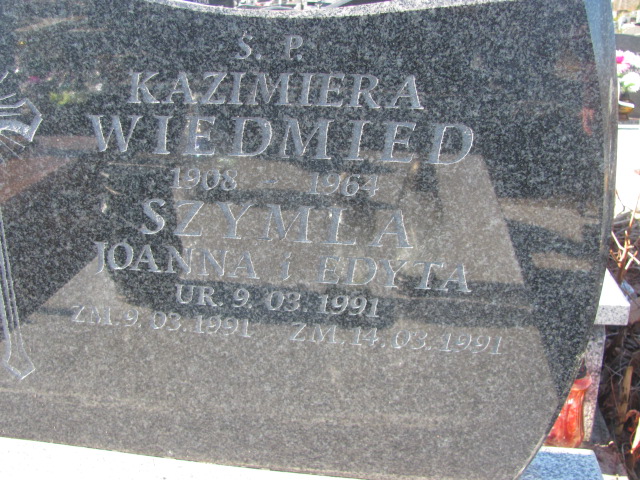 Ś. P.
KAZIMIERA
WIEDMIED
1908 1964
SZYMLA
JOANNA I EDYTA
UR. 9. 03. 1991
ZM. 9. 03. 1991 ZM. 14. 03. 1991